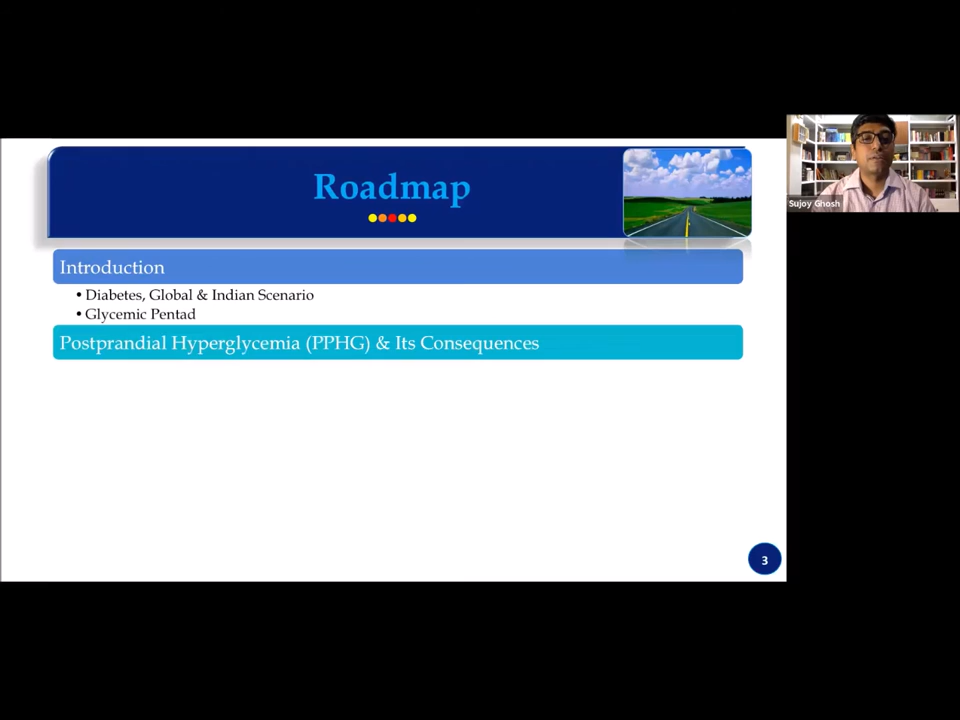 Roadmap
Introduction
• Diabetes, Global & Indian Scenario
• Glycemic Pentad
Postprandial Hyperglycemia (PPHG) & Its Consequences
3
Sujoy Ghosh